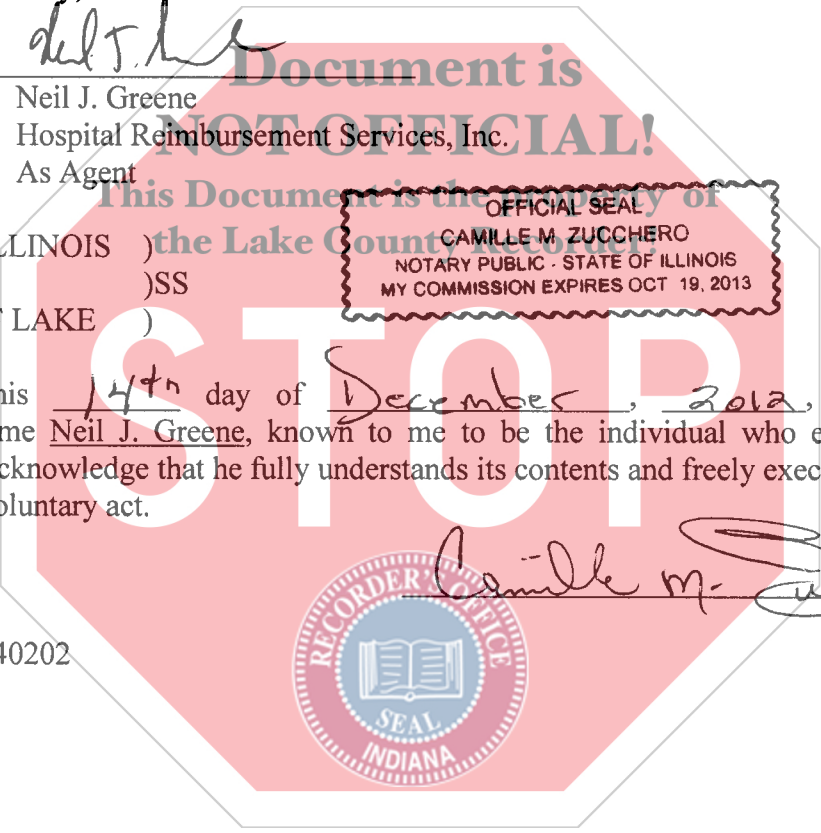 Neil J. Greene
Hospital Reimbursement Services, Inc.
As Agent
Document is
NOT OFFICIAL!
This Document is the property of
the Lake County Recorder!
OFFICIAL SEAL
CAMILLE M. ZUCCHERO
NOTARY PUBLIC - STATE OF ILLINOIS
MY COMMISSION EXPIRES OCT 19, 2013
LLINOIS )
)SS
LAKE )
STOP
his 14th day of December, 2012,
me Neil J. Greene, known to me to be the individual who e
cknowledge that he fully understands its contents and freely exec
oluntary act.
Camille M.
40202
RECORDER'S OFFICE
SEAL
INDIANA